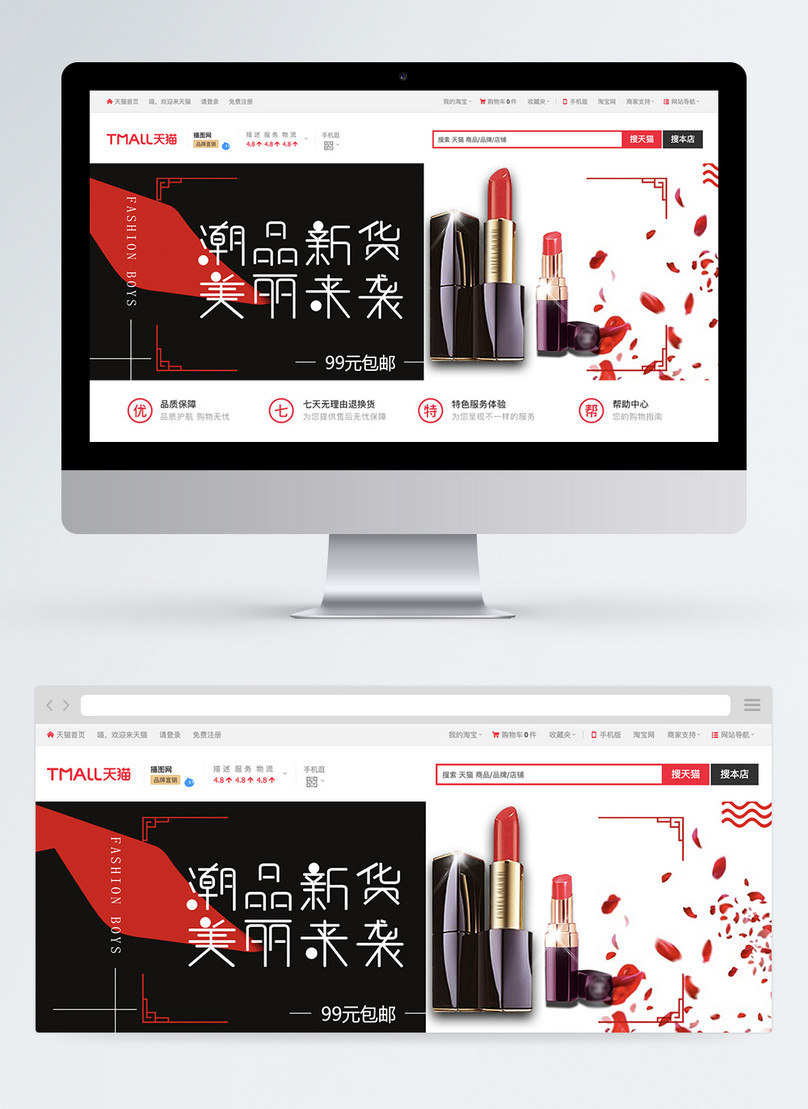 天猫首页 喵，欢迎来天猫 请登录 免费注册 我的淘宝 购物车0件 收藏夹 手机版 淘宝网 商家支持 网站导航
TMALL天猫 摄图网 描述 服务 物流 手机逛
品牌直销 4.8 4.8 4.8
搜索 天猫 商品/品牌/店铺 搜天猫 搜本店
FASHION BOYS
潮品新货
美丽来袭
99元包邮
优 品质保障
品质护航 购物无忧
七 七天无理由退换货
为您提供售后无忧保障
特 特色服务体验
为您呈现不一样的服务
帮 帮助中心
您的购物指南
天猫首页 喵，欢迎来天猫 请登录 免费注册 我的淘宝 购物车0件 收藏夹 手机版 淘宝网 商家支持 网站导航
TMALL天猫 摄图网 描述 服务 物流 手机逛
品牌直销 4.8 4.8 4.8
搜索 天猫 商品/品牌/店铺 搜天猫 搜本店
FASHION BOYS
潮品新货
美丽来袭
99元包邮